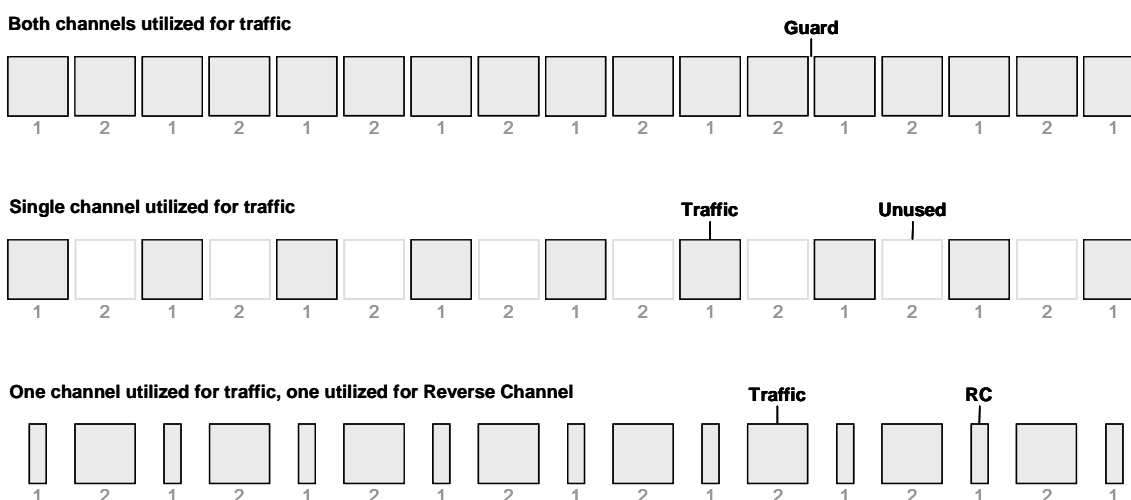 Both channels utilized for traffic
Guard
1 2 1 2 1 2 1 2 1 2 1 2 1 2 1 2 1
Single channel utilized for traffic
Traffic Unused
1 2 1 2 1 2 1 2 1 2 1 2 1 2 1 2 1
One channel utilized for traffic, one utilized for Reverse Channel
Traffic RC
1 2 1 2 1 2 1 2 1 2 1 2 1 2 1 2 1